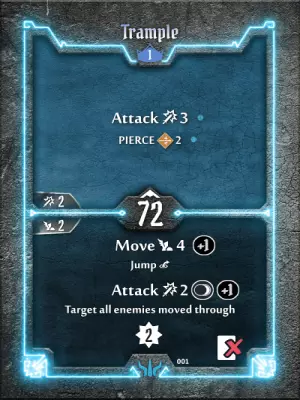 Trample
1
Attack 3
PIERCE 2
2
72
2
Move 4 +1
Jump
Attack 2 +1
Target all enemies moved through
2
001